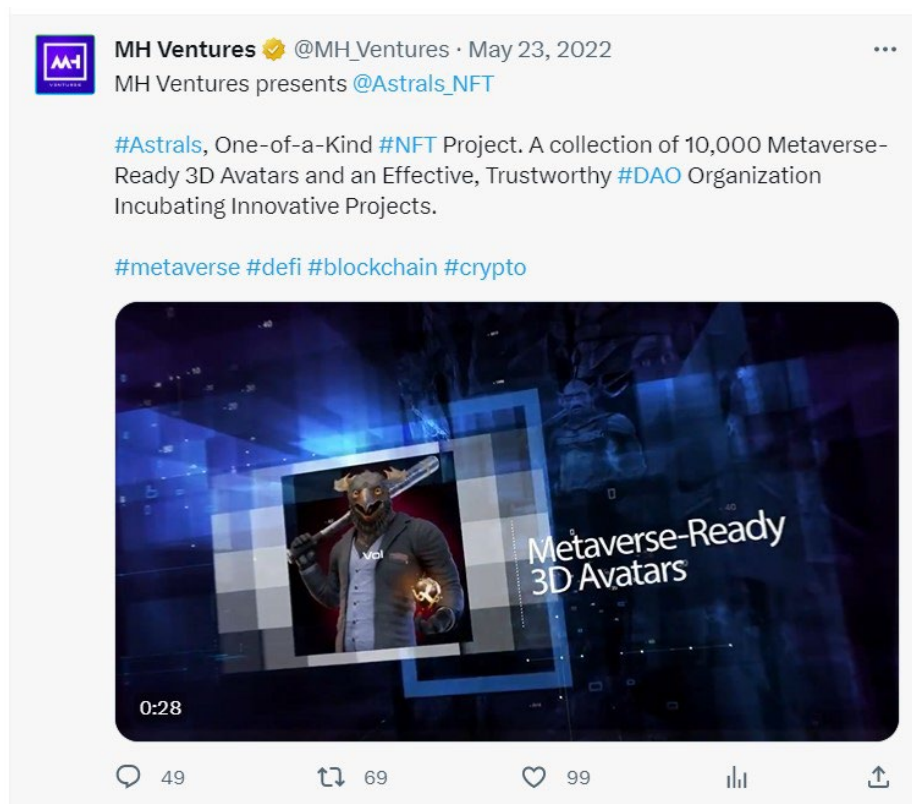 MH Ventures @MH_Ventures · May 23, 2022
MH Ventures presents @Astrals_NFT
#Astrals, One-of-a-Kind #NFT Project. A collection of 10,000 Metaverse-
Ready 3D Avatars and an Effective, Trustworthy #DAO Organization
Incubating Innovative Projects.
#metaverse #defi #blockchain #crypto
Vol
Metaverse-Ready
3D Avatars
0:28
49 69 99